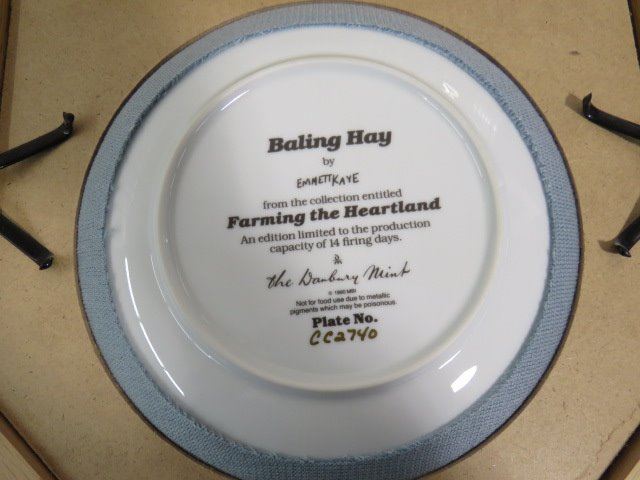 Baling Hay
by
EMMETT KAYE
from the collection entitled
Farming the Heartland
An edition limited to the production
capacity of 14 firing days.
&
The Danbury Mint
© 1990 MBI
Not for food use due to metallic
pigments which may be poisonous.
Plate No.
CC2740